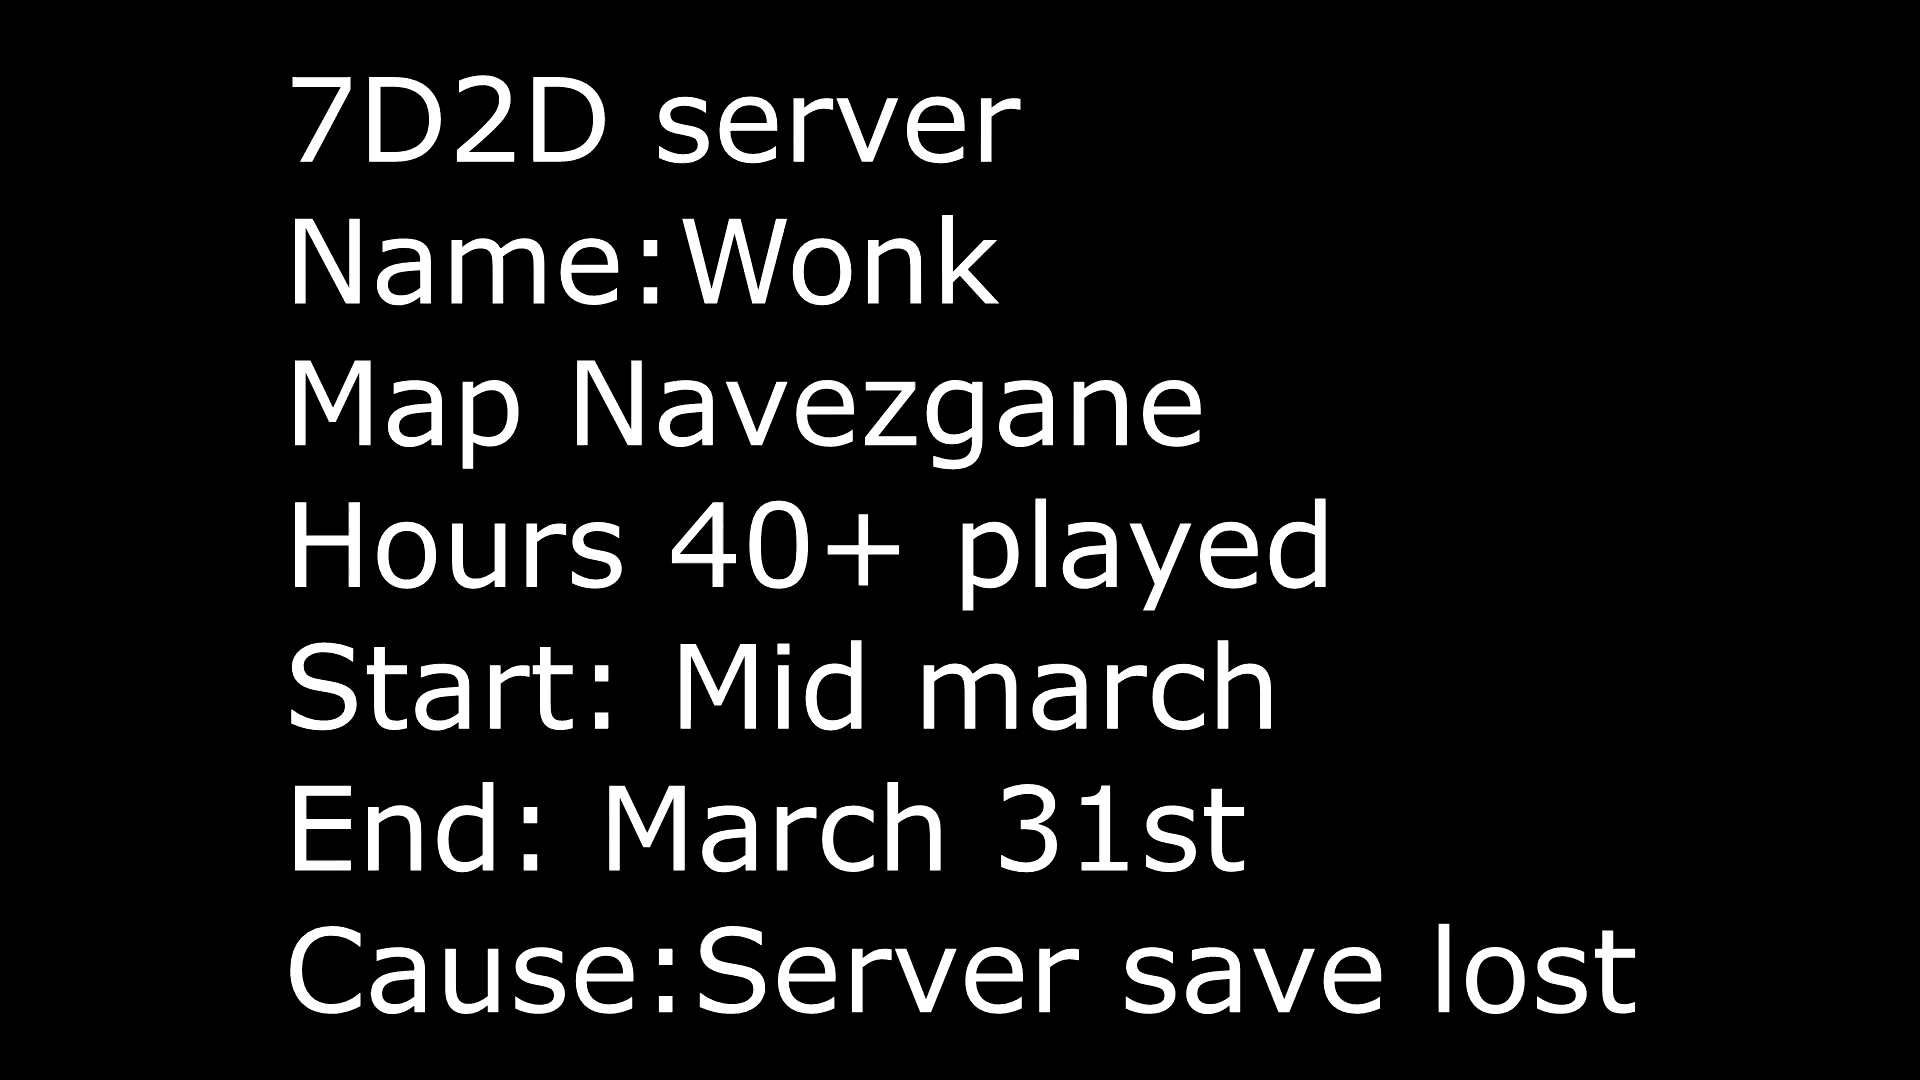 7D2D server
Name:Wonk
Map Navezgane
Hours 40+ played
Start: Mid march
End: March 31st
Cause:Server save lost